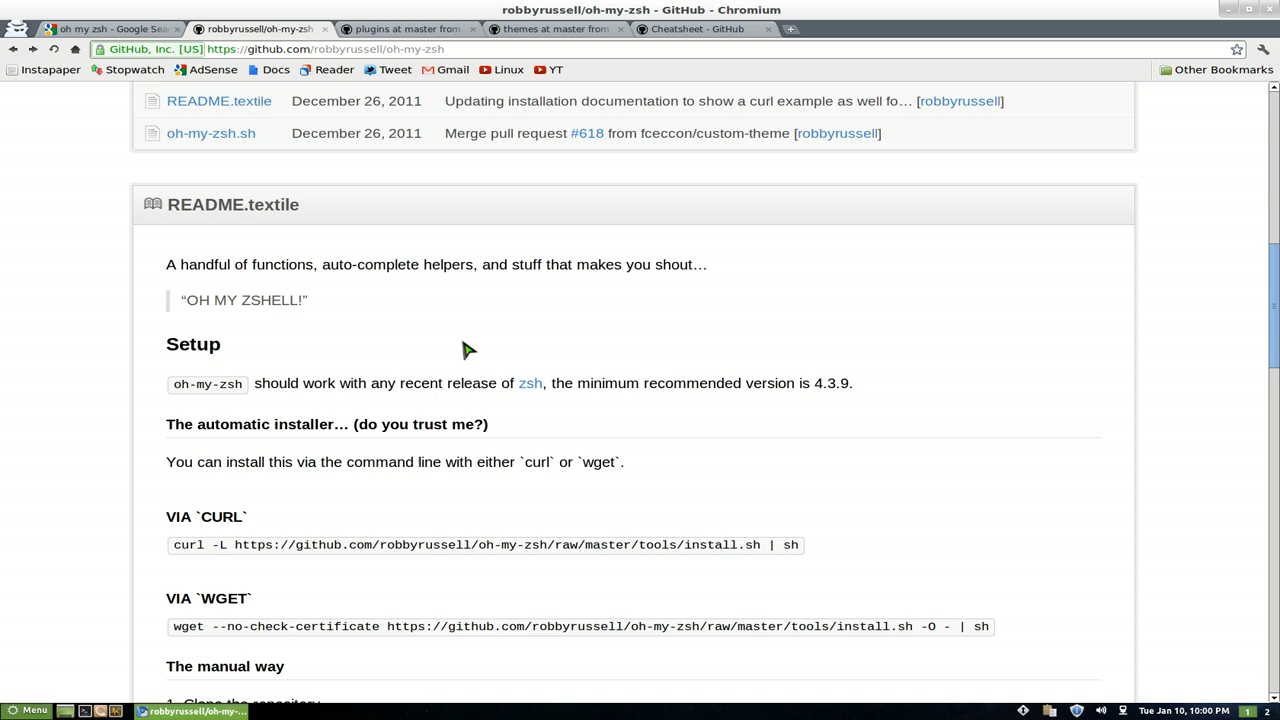 robbyrussell/oh-my-zsh - GitHub - Chromium
oh my zsh - Google Sea
robbyrussell/oh-my-zsh
plugins at master from
themes at master from
Cheatsheet - GitHub
GitHub, Inc. [US] https://github.com/robbyrussell/oh-my-zsh
Instapaper Stopwatch AdSense Docs Reader Tweet Gmail Linux YT Other Bookmarks
README.textile December 26, 2011 Updating installation documentation to show a curl example as well fo… [robbyrussell]
oh-my-zsh.sh December 26, 2011 Merge pull request #618 from fceccon/custom-theme [robbyrussell]
README.textile
A handful of functions, auto-complete helpers, and stuff that makes you shout…
“OH MY ZSHELL!”
Setup
oh-my-zsh should work with any recent release of zsh, the minimum recommended version is 4.3.9.
The automatic installer… (do you trust me?)
You can install this via the command line with either `curl` or `wget`.
VIA `CURL`
curl -L https://github.com/robbyrussell/oh-my-zsh/raw/master/tools/install.sh | sh
VIA `WGET`
wget --no-check-certificate https://github.com/robbyrussell/oh-my-zsh/raw/master/tools/install.sh -O - | sh
The manual way
1. Clone the repository
Menu robbyrussell/oh-my-... Tue Jan 10, 10:00 PM 1 2